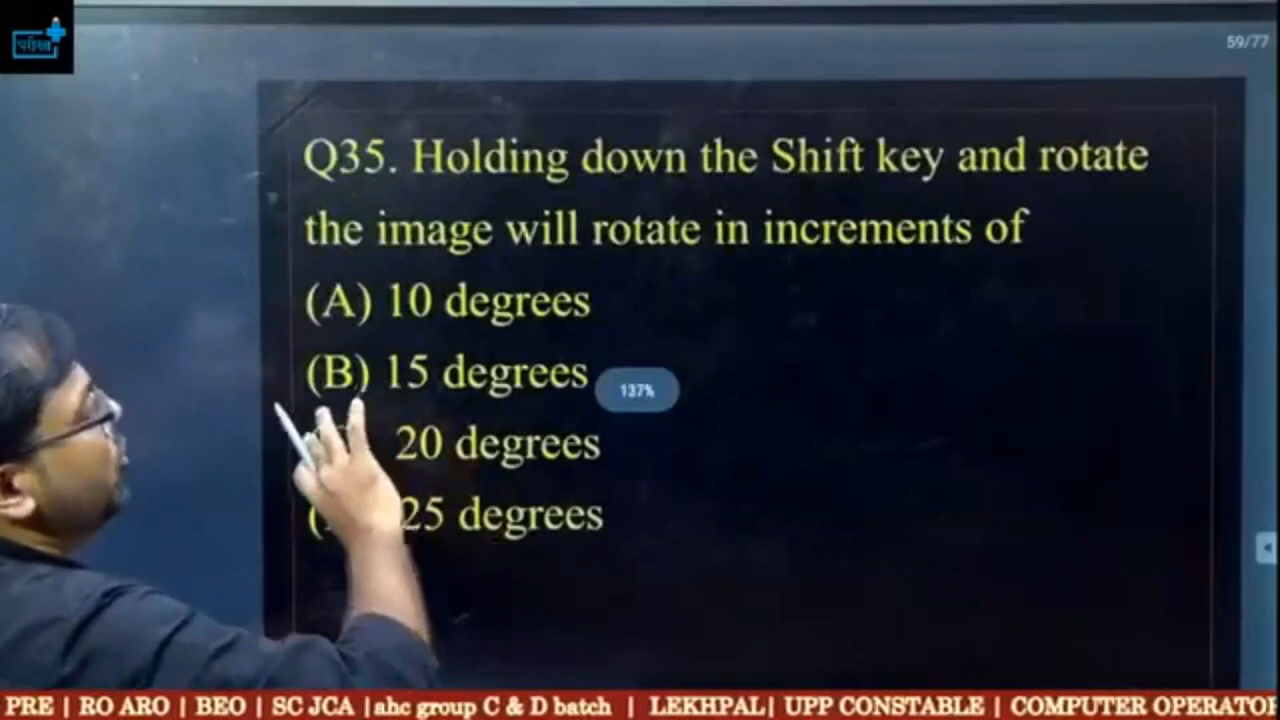 परीक्षा
59/77
Q35. Holding down the Shift key and rotate
the image will rotate in increments of
(A) 10 degrees
(B) 15 degrees
137%
20 degrees
25 degrees
PRE | RO ARO | BEO | SC JCA |ahc group C & D batch | LEKHPAL| UPP CONSTABLE | COMPUTER OPERATOR